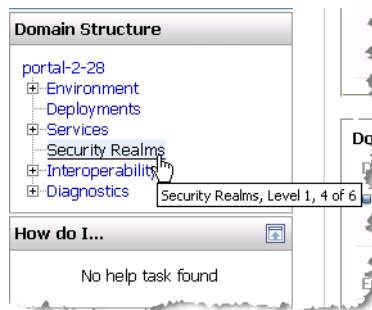 Domain Structure
portal-2-28
Environment
Deployments
Services
Security Realms
Interoperability
Diagnostics
Security Realms, Level 1, 4 of 6
How do I...
No help task found